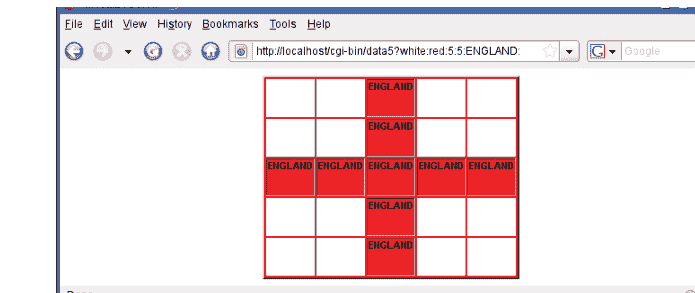 File Edit View History Bookmarks Tools Help
http://localhost/cgi-bin/data5?white:red:5:5:ENGLAND: Google
ENGLAND
ENGLAND
ENGLAND ENGLAND ENGLAND ENGLAND ENGLAND
ENGLAND
ENGLAND